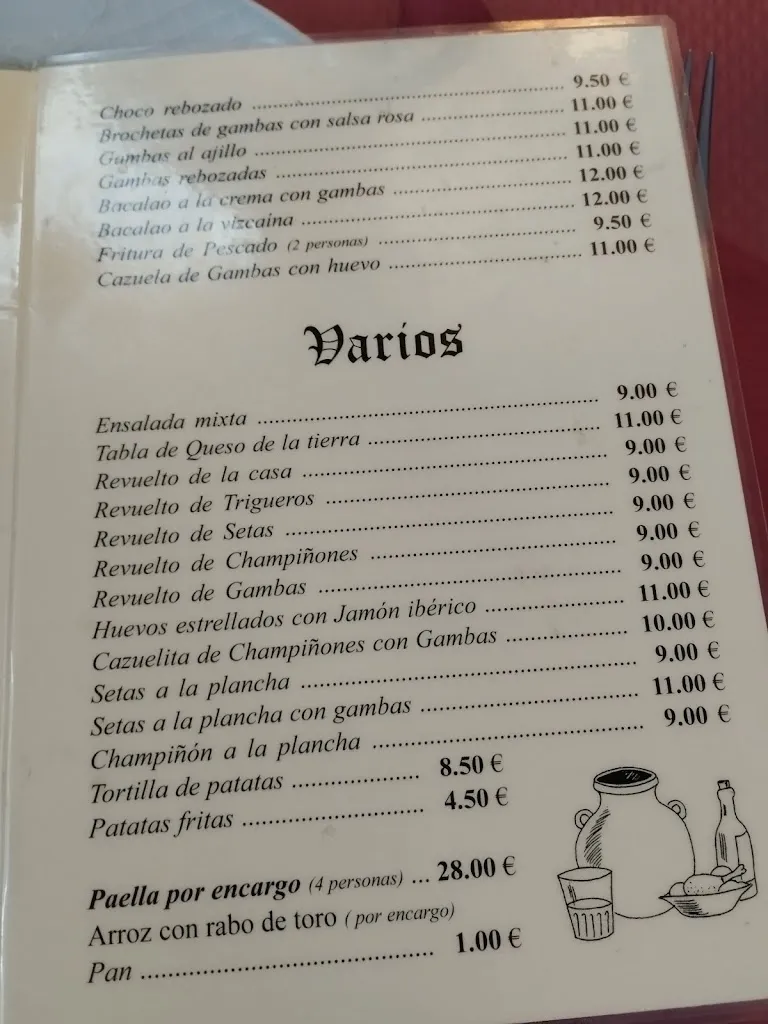 Choco rebozado ........ 9.50 €
Brochetas de gambas con salsa rosa ........ 11.00 €
Gambas al ajillo ........ 11.00 €
Gambas rebozadas ........ 11.00 €
Bacalao a la crema con gambas ........ 12.00 €
Bacalao a la vizcaina ........ 12.00 €
Fritura de Pescado (2 personas) ........ 9.50 €
Cazuela de Gambas con huevo ........ 11.00 €
Varios
Ensalada mixta ........ 9.00 €
Tabla de Queso de la tierra ........ 11.00 €
Revuelto de la casa ........ 9.00 €
Revuelto de Trigueros ........ 9.00 €
Revuelto de Setas ........ 9.00 €
Revuelto de Champiñones ........ 9.00 €
Revuelto de Gambas ........ 9.00 €
Huevos estrellados con Jamón ibérico ........ 11.00 €
Cazuelita de Champiñones con Gambas ........ 10.00 €
Setas a la plancha ........ 9.00 €
Setas a la plancha con gambas ........ 11.00 €
Champiñón a la plancha ........ 9.00 €
Tortilla de patatas ........ 8.50 €
Patatas fritas ........ 4.50 €
Paella por encargo (4 personas) ... 28.00 €
Arroz con rabo de toro (por encargo)
Pan ........ 1.00 €